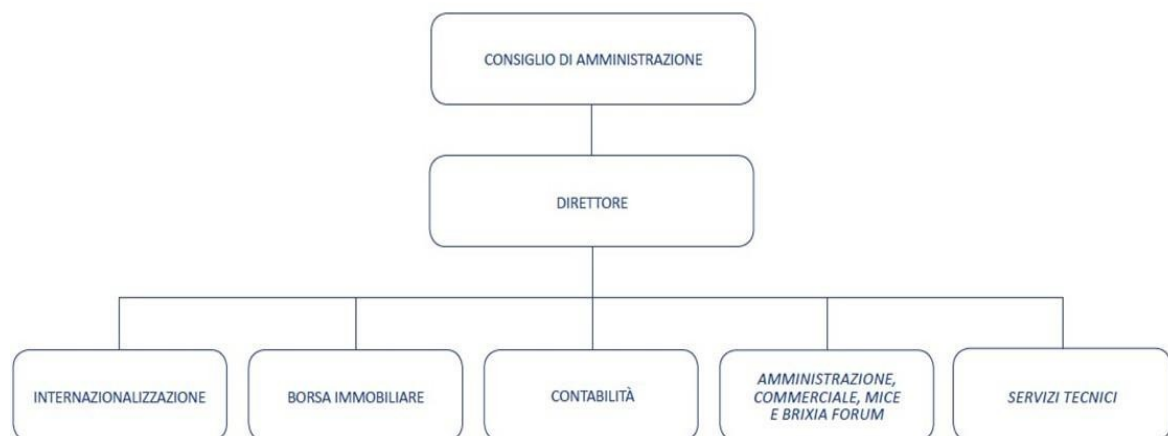 CONSIGLIO DI AMMINISTRAZIONE
DIRETTORE
INTERNAZIONALIZZAZIONE
BORSA IMMOBILIARE
CONTABILITÀ
AMMINISTRAZIONE,
COMMERCIALE, MICE
E BRIXIA FORUM
SERVIZI TECNICI